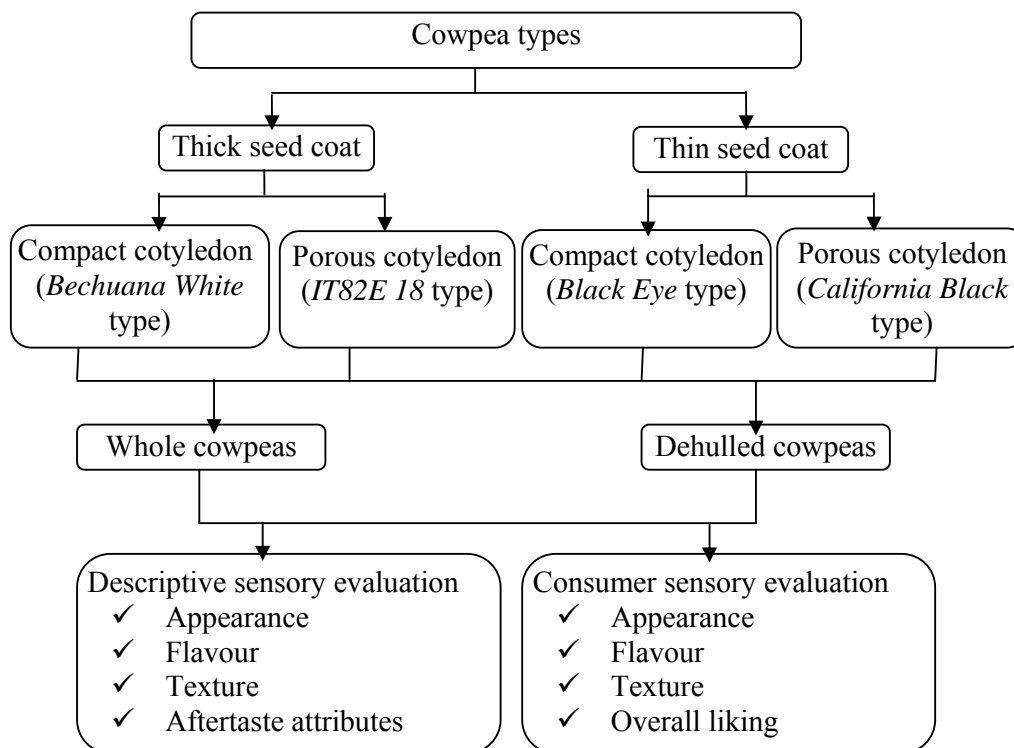 Cowpea types
Thick seed coat
Thin seed coat
Compact cotyledon
(Bechuana White
type)
Porous cotyledon
(IT82E 18 type)
Compact cotyledon
(Black Eye type)
Porous cotyledon
(California Black
type)
Whole cowpeas
Dehulled cowpeas
Descriptive sensory evaluation
✓ Appearance
✓ Flavour
✓ Texture
✓ Aftertaste attributes
Consumer sensory evaluation
✓ Appearance
✓ Flavour
✓ Texture
✓ Overall liking